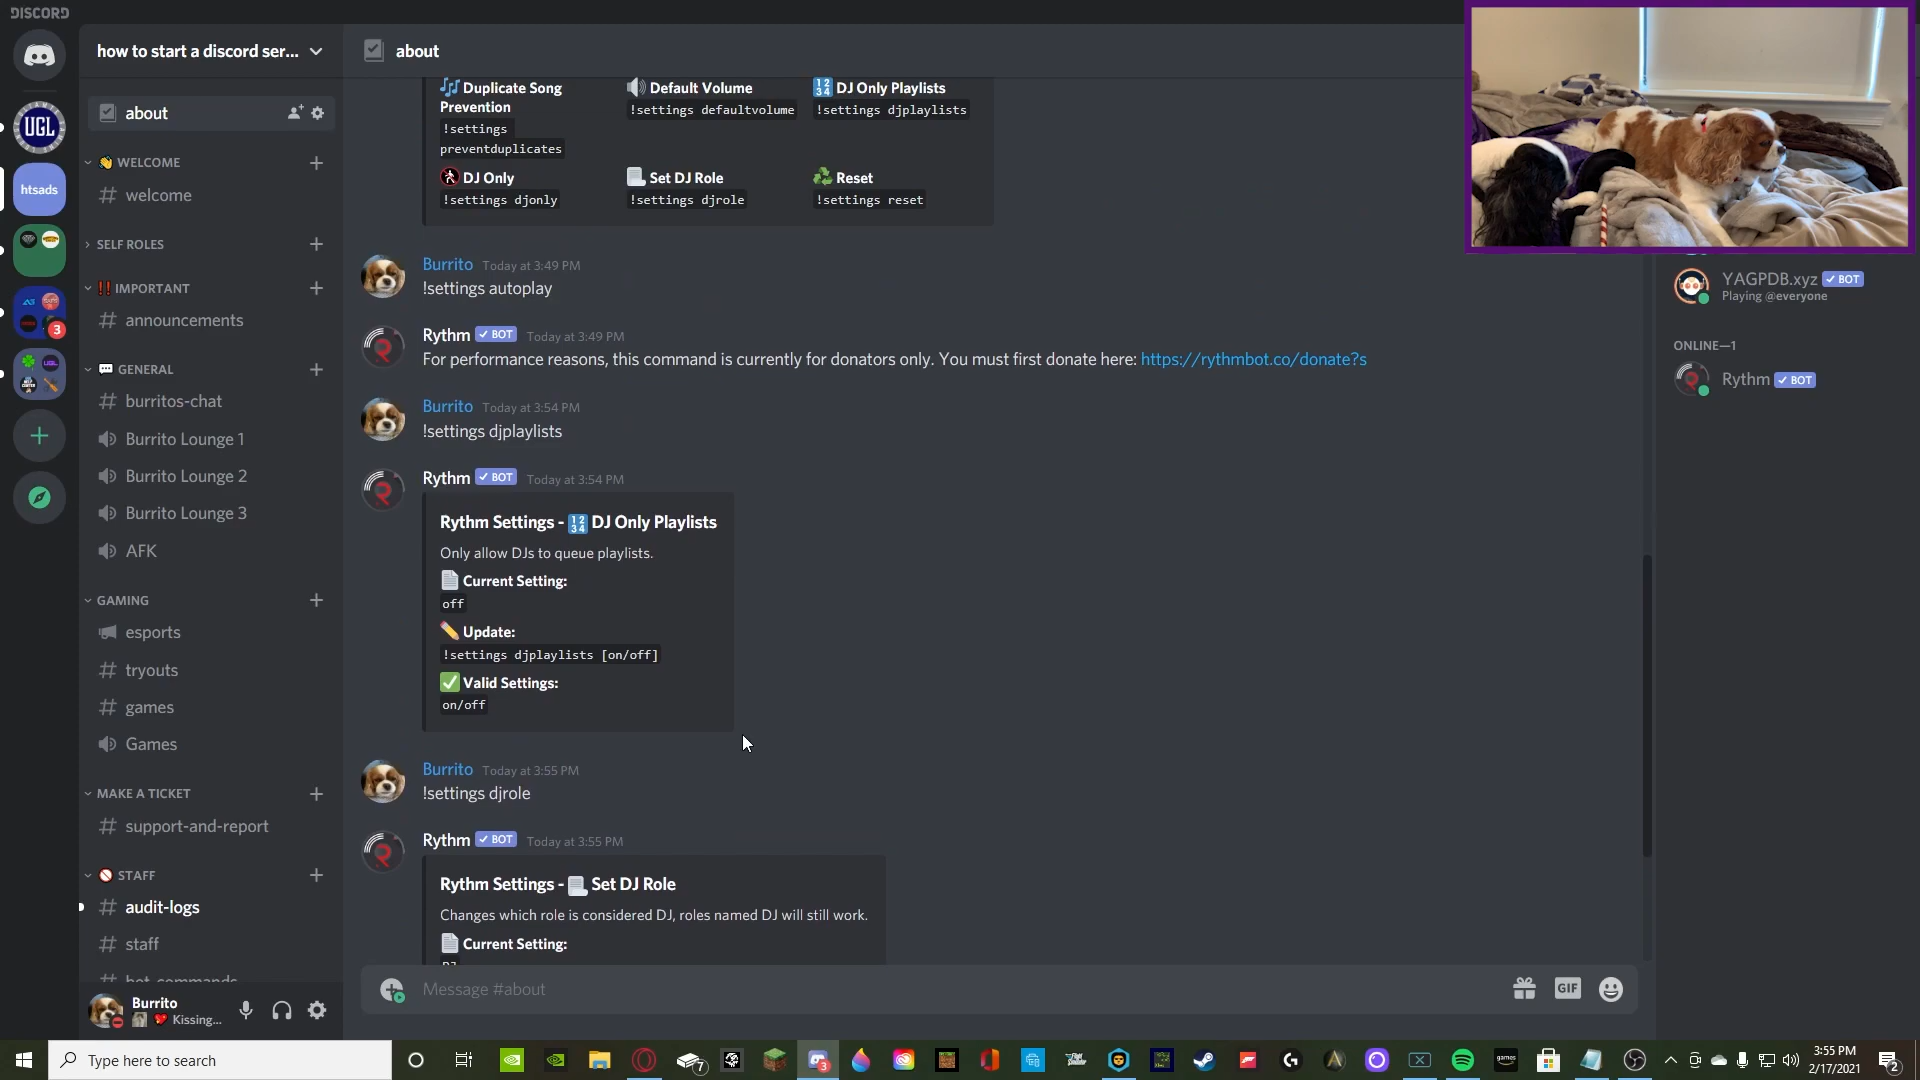 DISCORD
how to start a discord ser...
about
about
WELCOME
welcome
SELF ROLES
IMPORTANT
announcements
GENERAL
burritos-chat
Burrito Lounge 1
Burrito Lounge 2
Burrito Lounge 3
AFK
GAMING
esports
tryouts
games
Games
MAKE A TICKET
support-and-report
STAFF
audit-logs
staff
bot-commands
Burrito
Kissing...
UGL
htsads
3
Duplicate Song Prevention
!settings preventduplicates
Default Volume
!settings defaultvolume
DJ Only Playlists
!settings djplaylists
DJ Only
!settings djonly
Set DJ Role
!settings djrole
Reset
!settings reset
Burrito Today at 3:49 PM
!settings autoplay
Rythm BOT Today at 3:49 PM
For performance reasons, this command is currently for donators only. You must first donate here: https://rythmbot.co/donate?s
Burrito Today at 3:54 PM
!settings djplaylists
Rythm BOT Today at 3:54 PM
Rythm Settings - DJ Only Playlists
Only allow DJs to queue playlists.
Current Setting:
off
Update:
!settings djplaylists [on/off]
Valid Settings:
on/off
Burrito Today at 3:55 PM
!settings djrole
Rythm BOT Today at 3:55 PM
Rythm Settings - Set DJ Role
Changes which role is considered DJ, roles named DJ will still work.
Current Setting:
Message #about
GIF
YAGPDB.xyz BOT
Playing @everyone
ONLINE—1
Rythm BOT
Type here to search
7
3
games
3:55 PM
2/17/2021
2